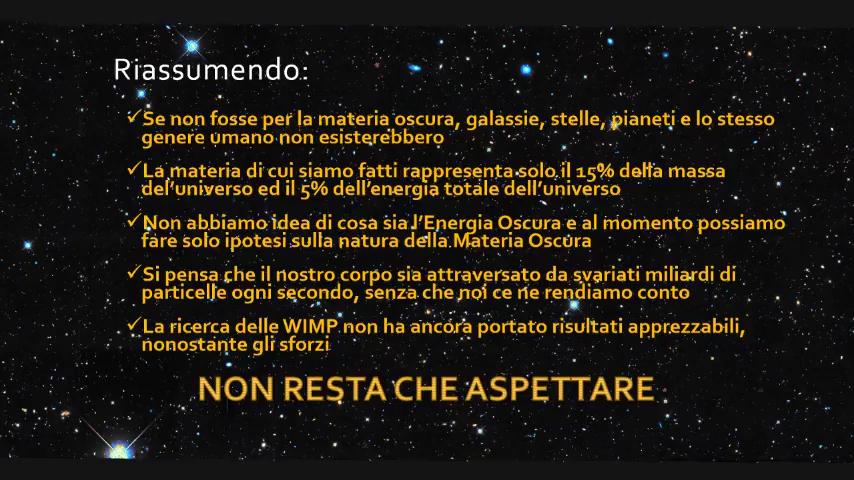 Riassumendo:
✓Se non fosse per la materia oscura, galassie, stelle, pianeti e lo stesso
genere umano non esisterebbero
✓La materia di cui siamo fatti rappresenta solo il 15% della massa
del'universo ed il 5% dell'energia totale dell'universo
✓Non abbiamo idea di cosa sia l'Energia Oscura e al momento possiamo
fare solo ipotesi sulla natura della Materia Oscura
✓Si pensa che il nostro corpo sia attraversato da svariati miliardi di
particelle ogni secondo, senza che noi ce ne rendiamo conto
✓La ricerca delle WIMP non ha ancora portato risultati apprezzabili,
nonostante gli sforzi
NON RESTA CHE ASPETTARE